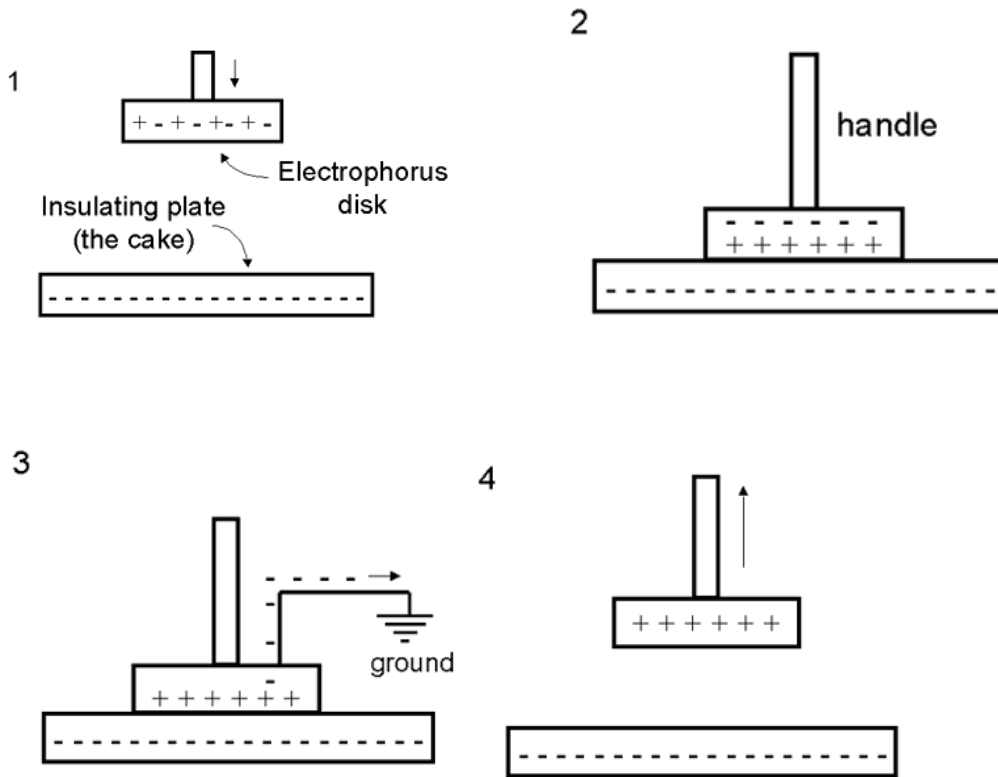 1
+ - + - + - + -
Electrophorus
disk
Insulating plate
(the cake)
- - - - - - - - - - - - - - - - - - - -
2
handle
- - - - - -
+ + + + + +
- - - - - - - - - - - - - - - - - - - -
3
- - - -
-
-
ground
-
+ + + + + +
- - - - - - - - - - - - - - - - - - - -
4
+ + + + + +
- - - - - - - - - - - - - - - - - - - -